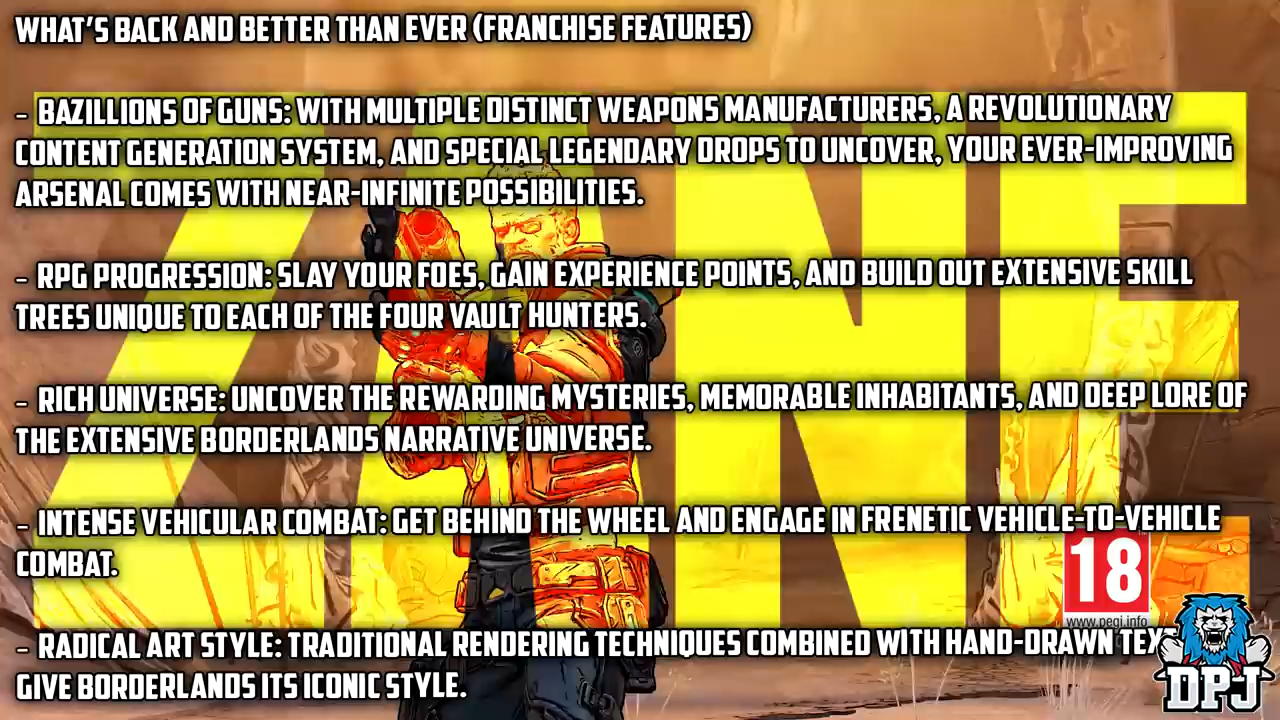 WHAT'S BACK AND BETTER THAN EVER (FRANCHISE FEATURES)
- BAZILLIONS OF GUNS: WITH MULTIPLE DISTINCT WEAPONS MANUFACTURERS, A REVOLUTIONARY
CONTENT GENERATION SYSTEM, AND SPECIAL LEGENDARY DROPS TO UNCOVER, YOUR EVER-IMPROVING
ARSENAL COMES WITH NEAR-INFINITE POSSIBILITIES.
- RPG PROGRESSION: SLAY YOUR FOES, GAIN EXPERIENCE POINTS, AND BUILD OUT EXTENSIVE SKILL
TREES UNIQUE TO EACH OF THE FOUR VAULT HUNTERS.
- RICH UNIVERSE: UNCOVER THE REWARDING MYSTERIES, MEMORABLE INHABITANTS, AND DEEP LORE OF
THE EXTENSIVE BORDERLANDS NARRATIVE UNIVERSE.
- INTENSE VEHICULAR COMBAT: GET BEHIND THE WHEEL AND ENGAGE IN FRENETIC VEHICLE-TO-VEHICLE
COMBAT.
- RADICAL ART STYLE: TRADITIONAL RENDERING TECHNIQUES COMBINED WITH HAND-DRAWN
GIVE BORDERLANDS ITS ICONIC STYLE.
ZANE
18
www.pegi.info
DPJ